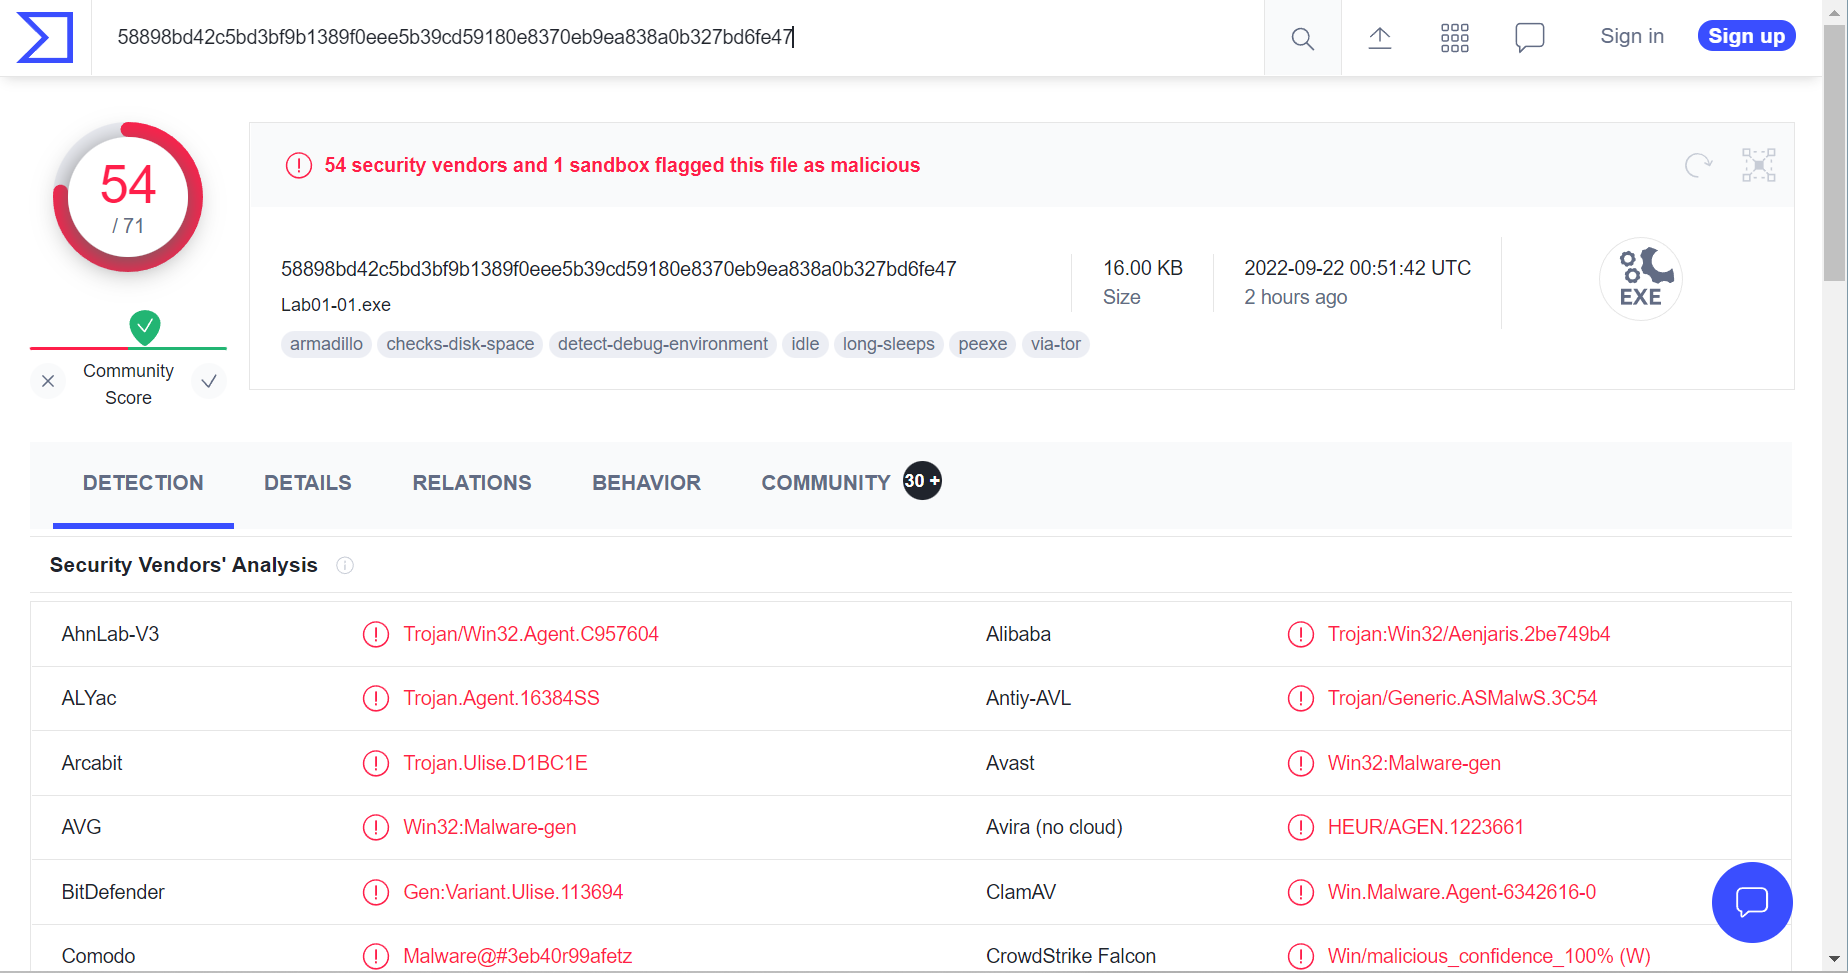 58898bd42c5bd3bf9b1389f0eee5b39cd59180e8370eb9ea838a0b327bd6fe47
Sign in
Sign up
54
/ 71
54 security vendors and 1 sandbox flagged this file as malicious
58898bd42c5bd3bf9b1389f0eee5b39cd59180e8370eb9ea838a0b327bd6fe47
Lab01-01.exe
armadillo checks-disk-space detect-debug-environment idle long-sleeps peexe via-tor
16.00 KB
Size
2022-09-22 00:51:42 UTC
2 hours ago
EXE
Community
Score
DETECTION DETAILS RELATIONS BEHAVIOR COMMUNITY 30 +
Security Vendors' Analysis
AhnLab-V3 Trojan/Win32.Agent.C957604 Alibaba Trojan:Win32/Aenjaris.2be749b4
ALYac Trojan.Agent.16384SS Antiy-AVL Trojan/Generic.ASMalwS.3C54
Arcabit Trojan.Ulise.D1BC1E Avast Win32:Malware-gen
AVG Win32:Malware-gen Avira (no cloud) HEUR/AGEN.1223661
BitDefender Gen:Variant.Ulise.113694 ClamAV Win.Malware.Agent-6342616-0
Comodo Malware@#3eb40r99afetz CrowdStrike Falcon Win/malicious_confidence_100% (W)